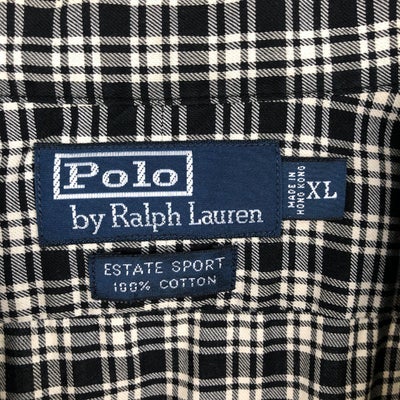 Polo
by Ralph Lauren
MADE IN
HONG KONG
XL
ESTATE SPORT
100% COTTON